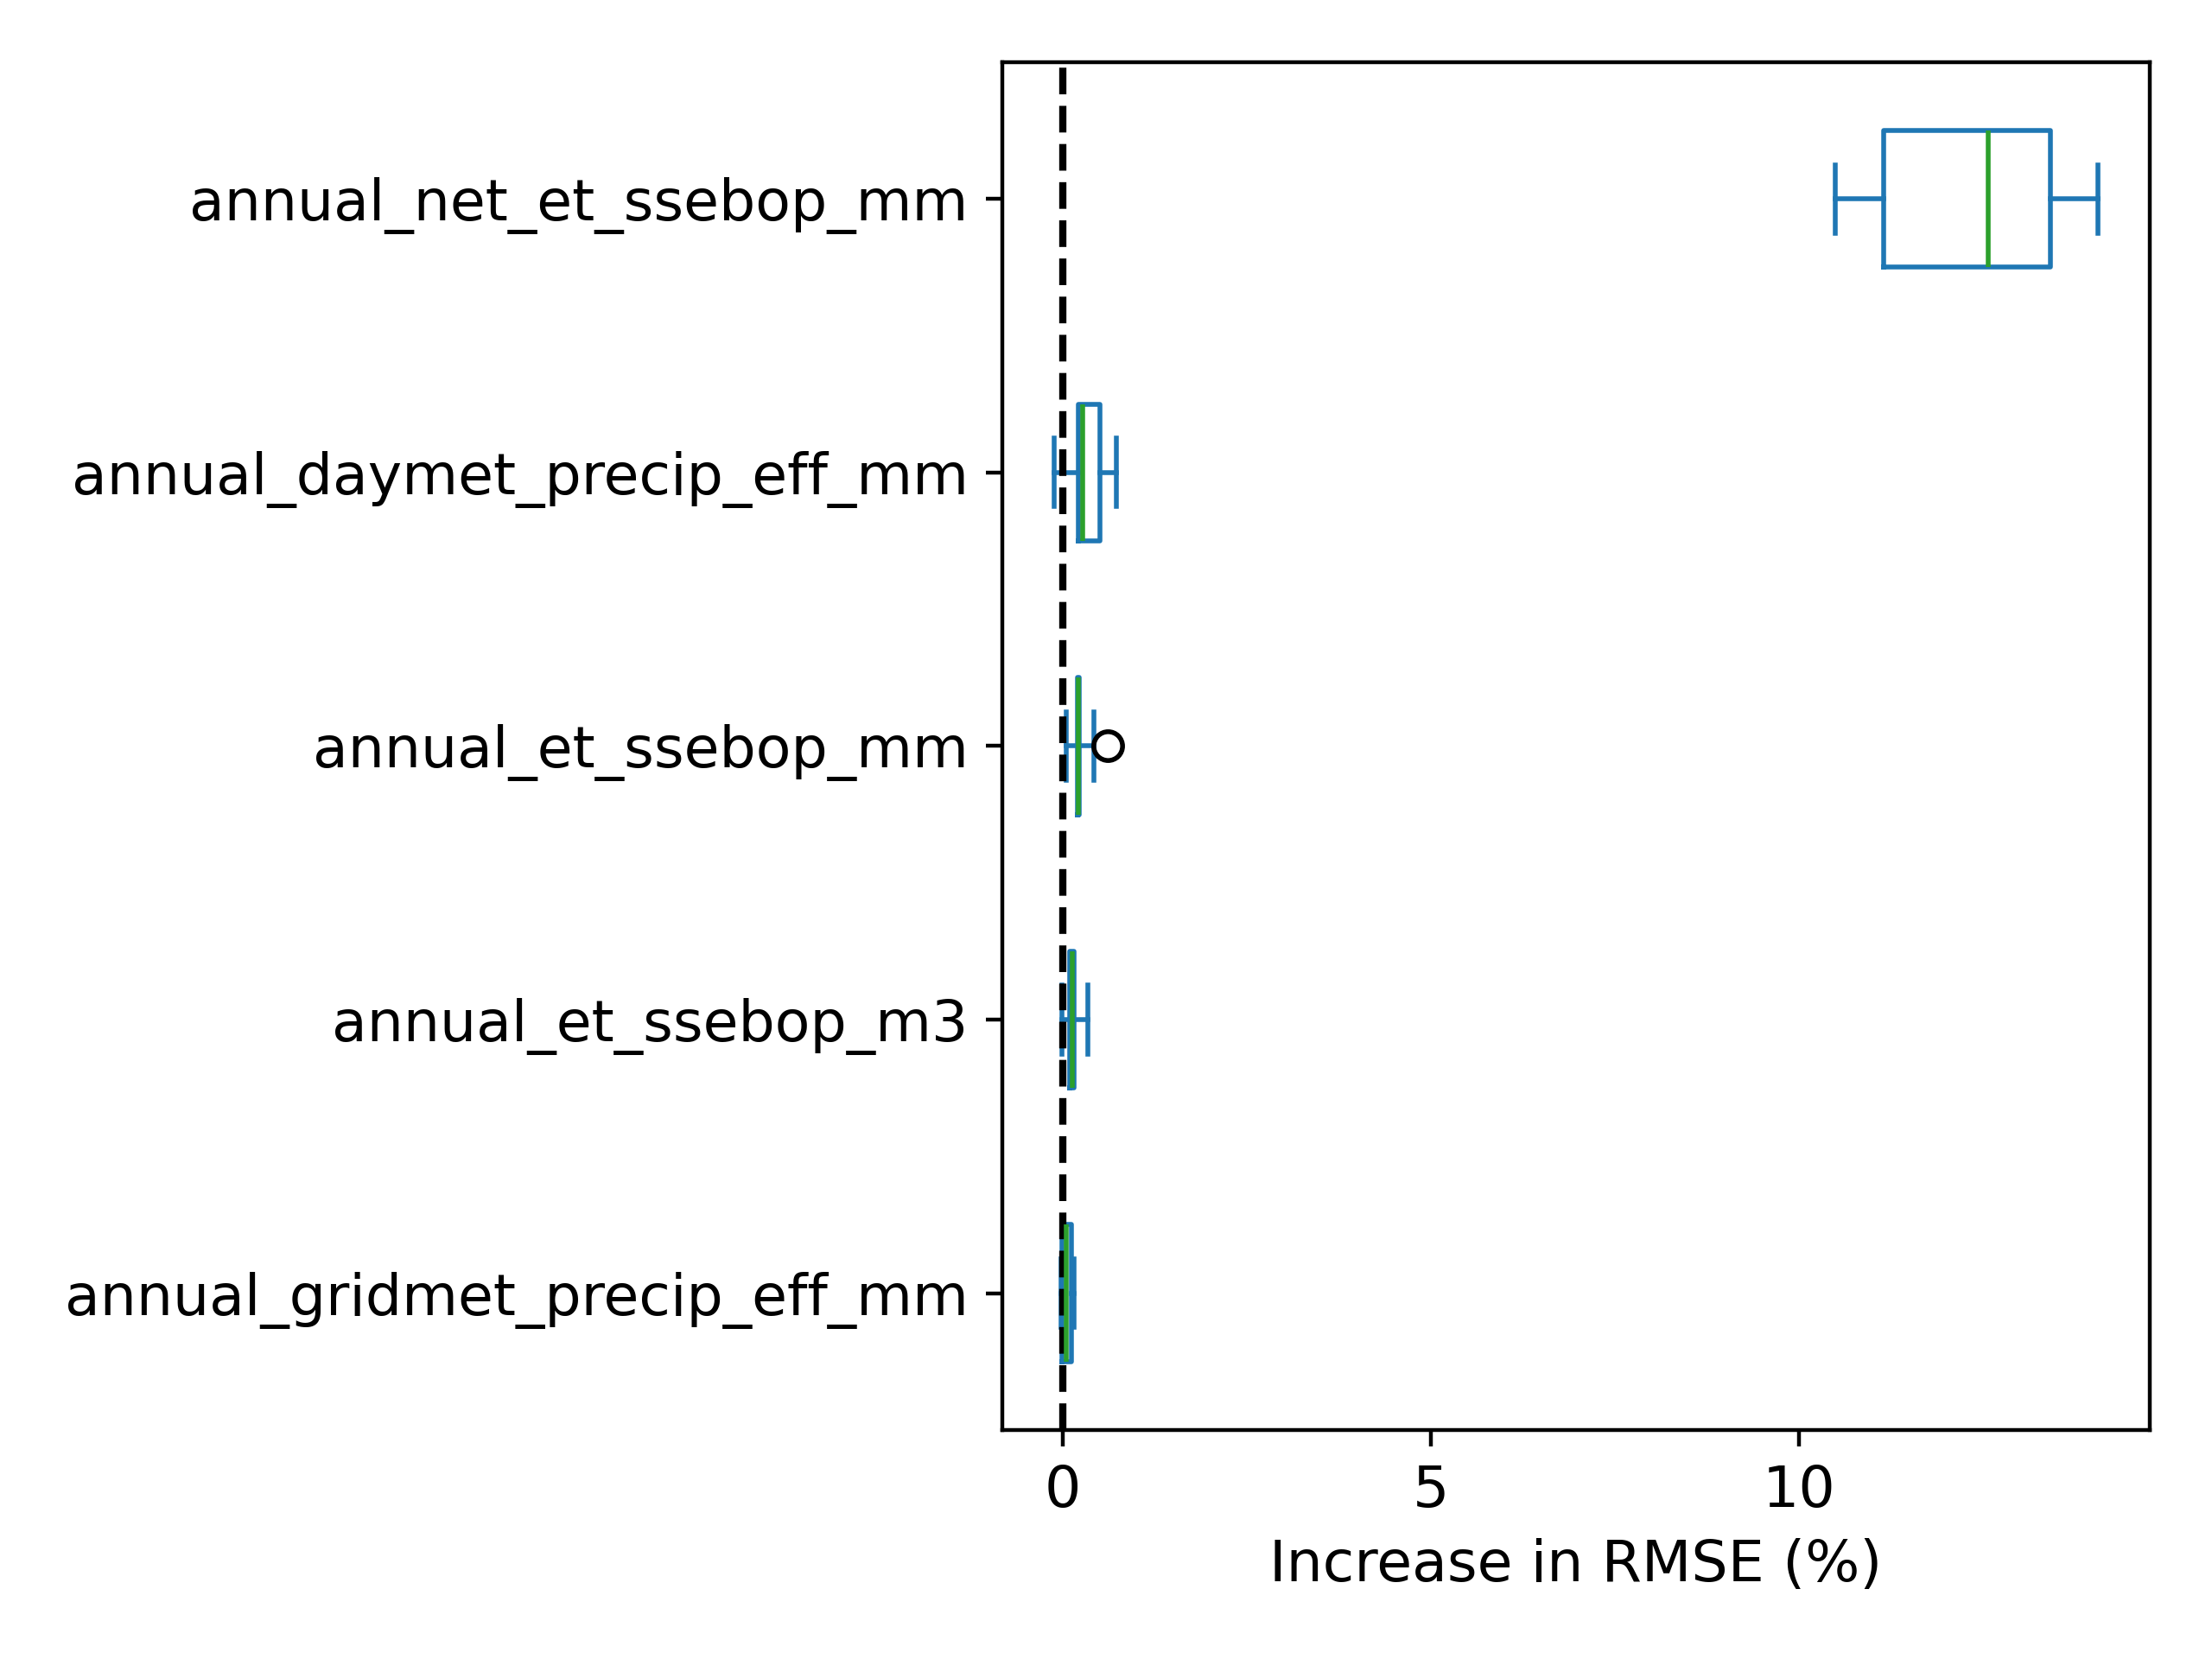 annual_net_et_ssebop_mm
annual_daymet_precip_eff_mm
annual_et_ssebop_mm
annual_et_ssebop_m3
annual_gridmet_precip_eff_mm
0 5 10
Increase in RMSE (%)